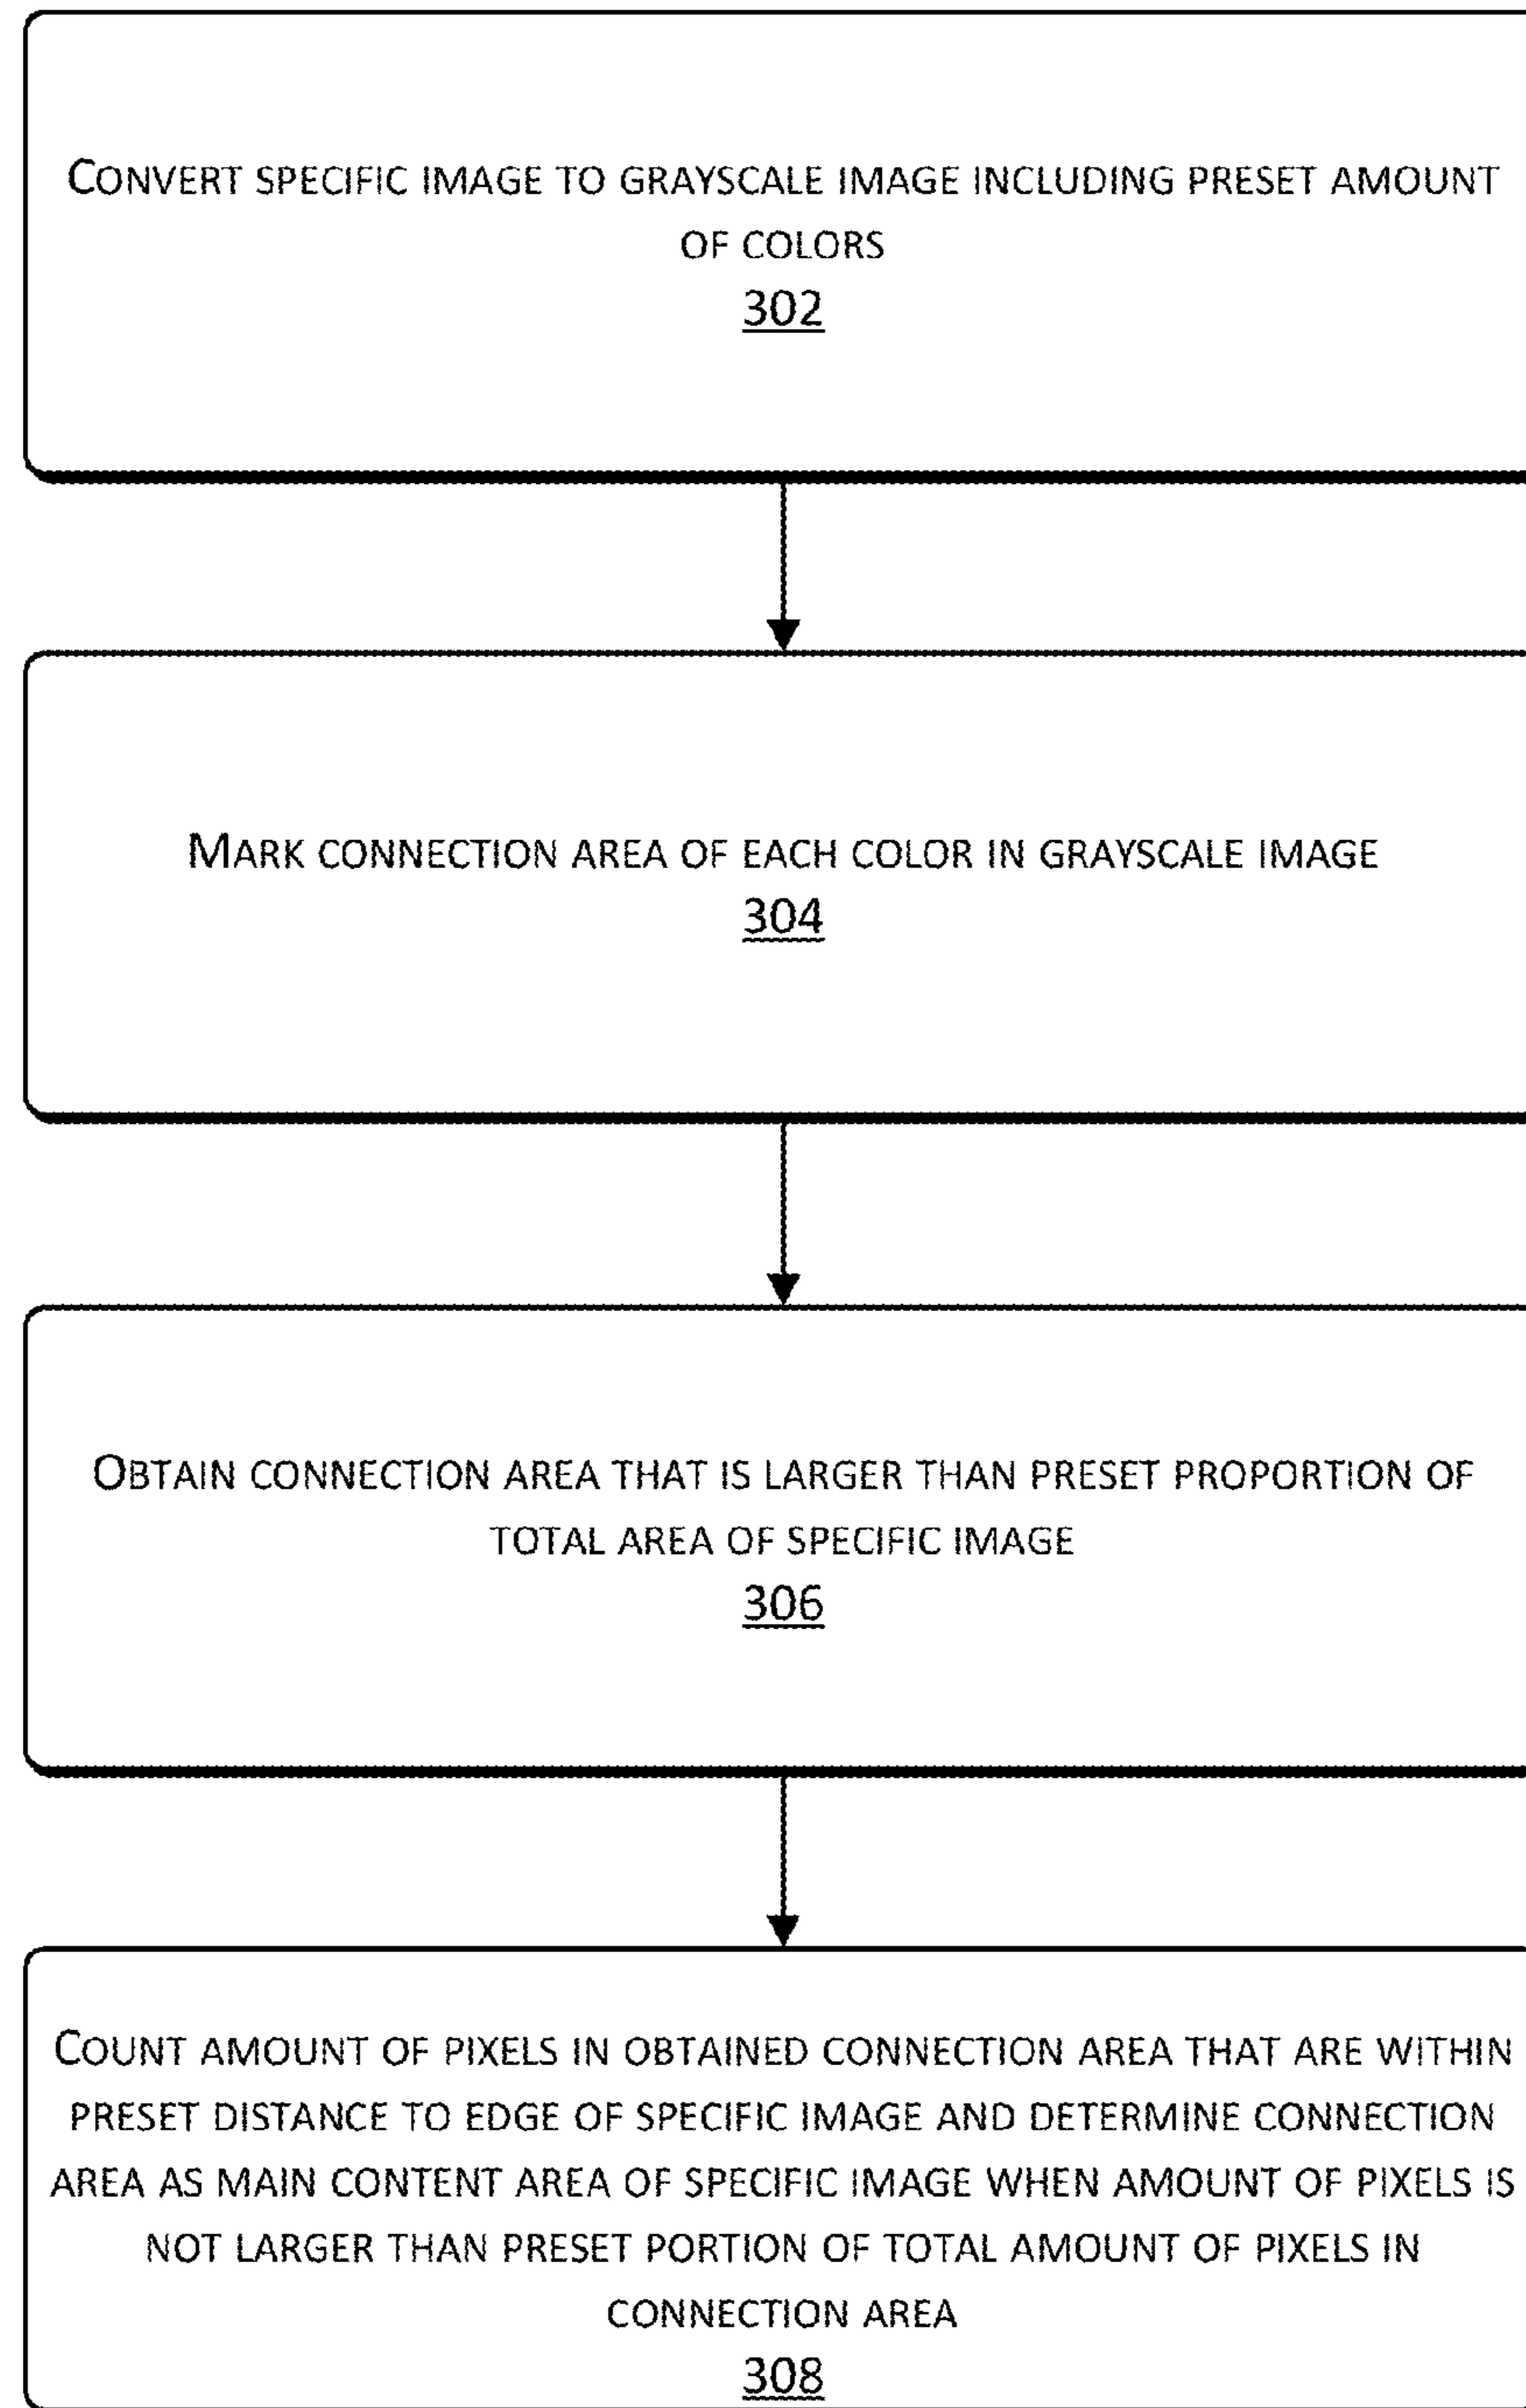 CONVERT SPECIFIC IMAGE TO GRAYSCALE IMAGE INCLUDING PRESET AMOUNT
OF COLORS
302
MARK CONNECTION AREA OF EACH COLOR IN GRAYSCALE IMAGE
304
OBTAIN CONNECTION AREA THAT IS LARGER THAN PRESET PROPORTION OF
TOTAL AREA OF SPECIFIC IMAGE
306
COUNT AMOUNT OF PIXELS IN OBTAINED CONNECTION AREA THAT ARE WITHIN
PRESET DISTANCE TO EDGE OF SPECIFIC IMAGE AND DETERMINE CONNECTION
AREA AS MAIN CONTENT AREA OF SPECIFIC IMAGE WHEN AMOUNT OF PIXELS IS
NOT LARGER THAN PRESET PORTION OF TOTAL AMOUNT OF PIXELS IN
CONNECTION AREA
308